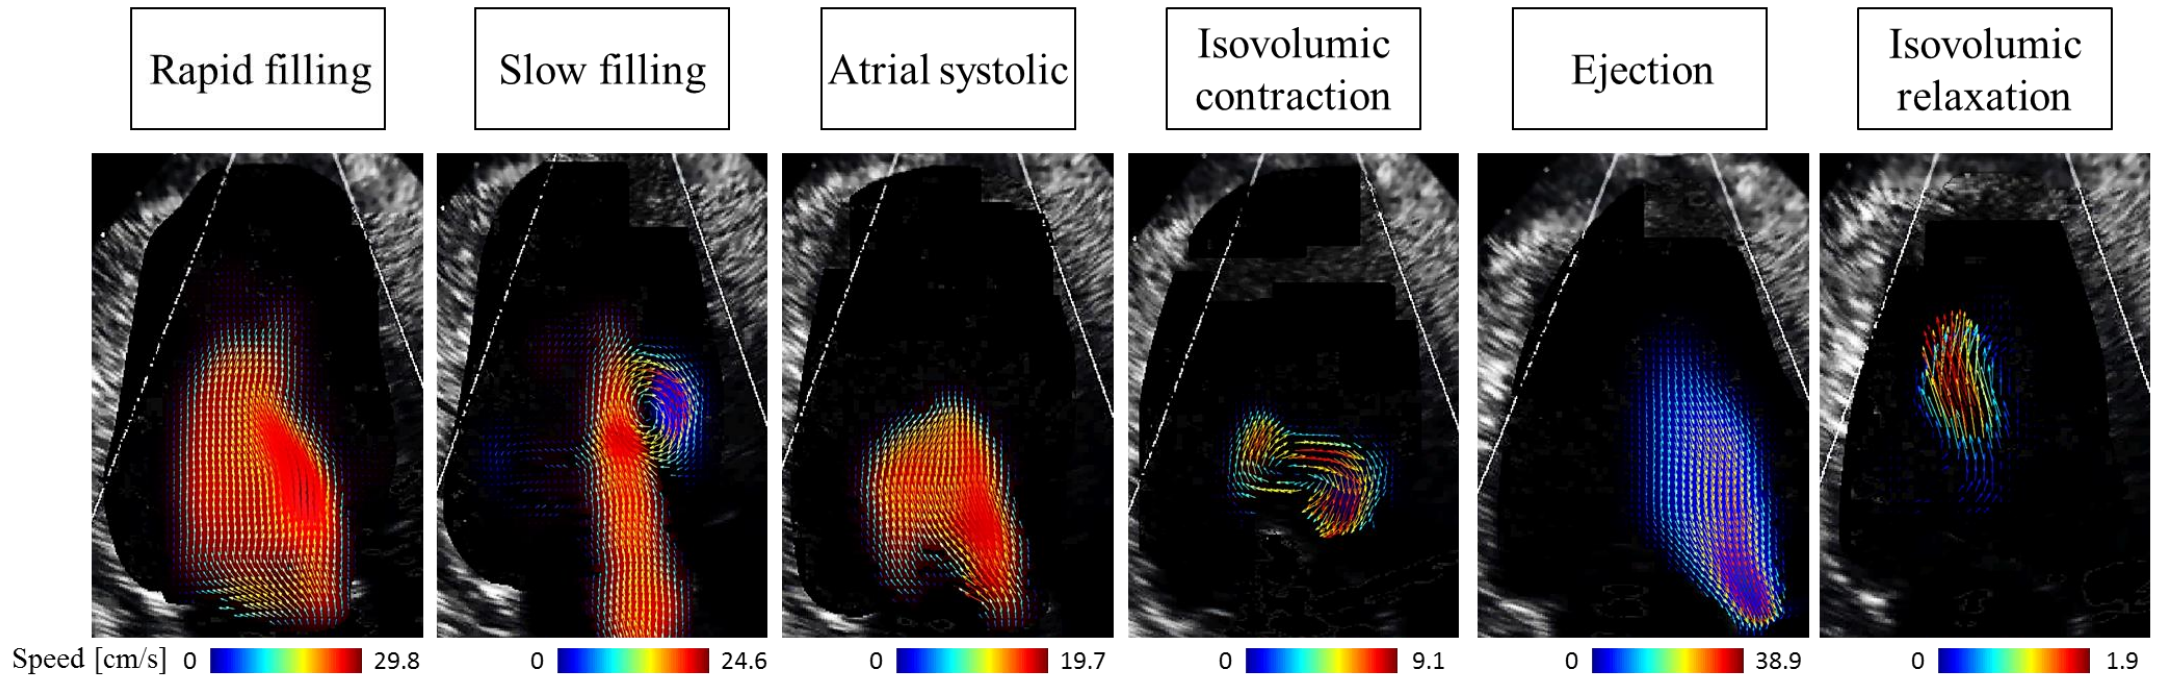 Rapid filling
Slow filling
Atrial systolic
Isovolumic
contraction
Ejection
Isovolumic
relaxation
Speed [cm/s] 0 29.8
0 24.6
0 19.7
0 9.1
0 38.9
0 1.9